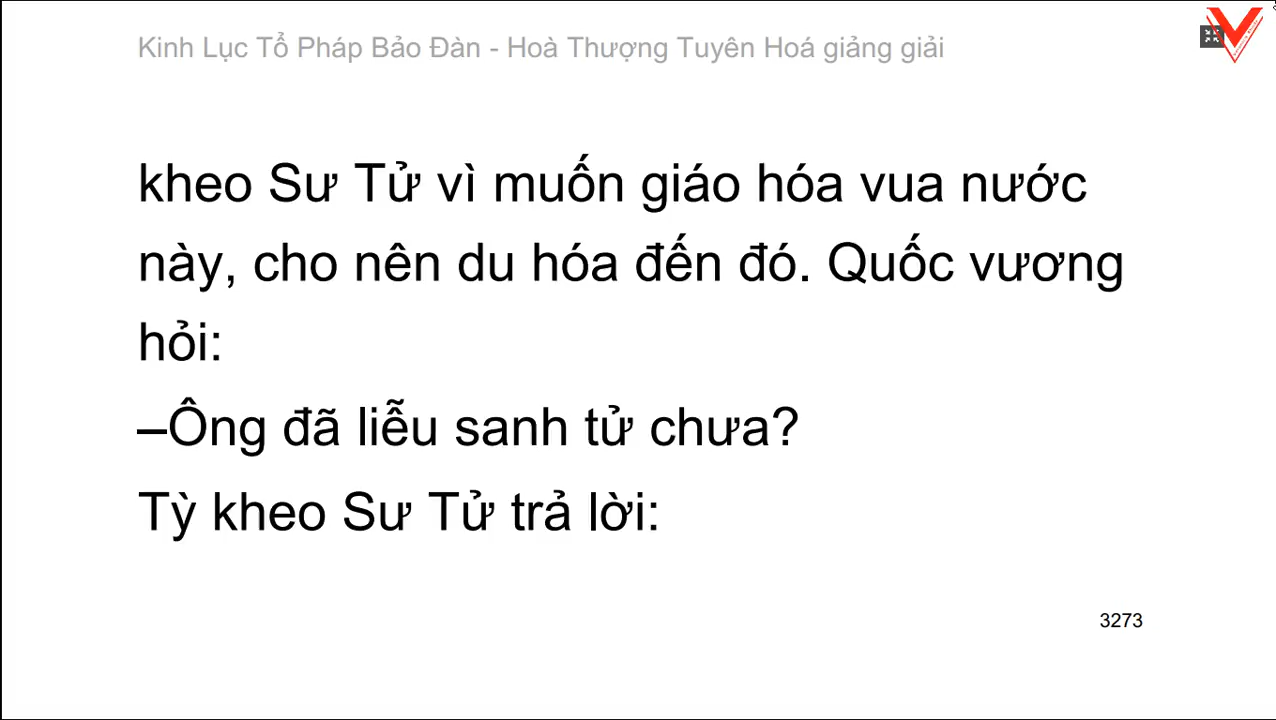 Kinh Lục Tổ Pháp Bảo Đàn - Hoà Thượng Tuyên Hoá giảng giải
kheo Sư Tử vì muốn giáo hóa vua nước
này, cho nên du hóa đến đó. Quốc vương
hỏi:
–Ông đã liễu sanh tử chưa?
Tỳ kheo Sư Tử trả lời:
3273